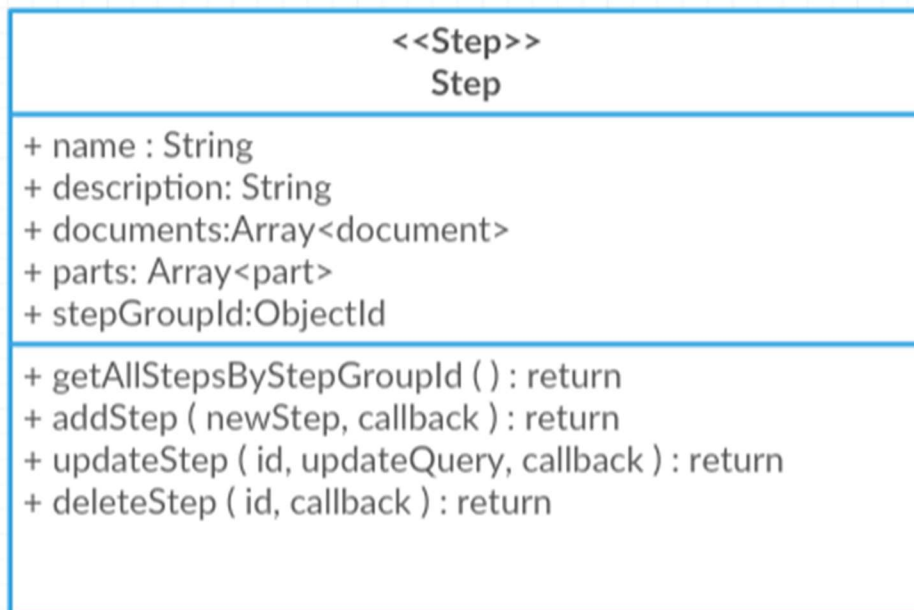 <<Step>>
Step
+ name : String
+ description: String
+ documents:Array<document>
+ parts: Array<part>
+ stepGroupId:ObjectId
+ getAllStepsByStepGroupId ( ) : return
+ addStep ( newStep, callback ) : return
+ updateStep ( id, updateQuery, callback ) : return
+ deleteStep ( id, callback ) : return